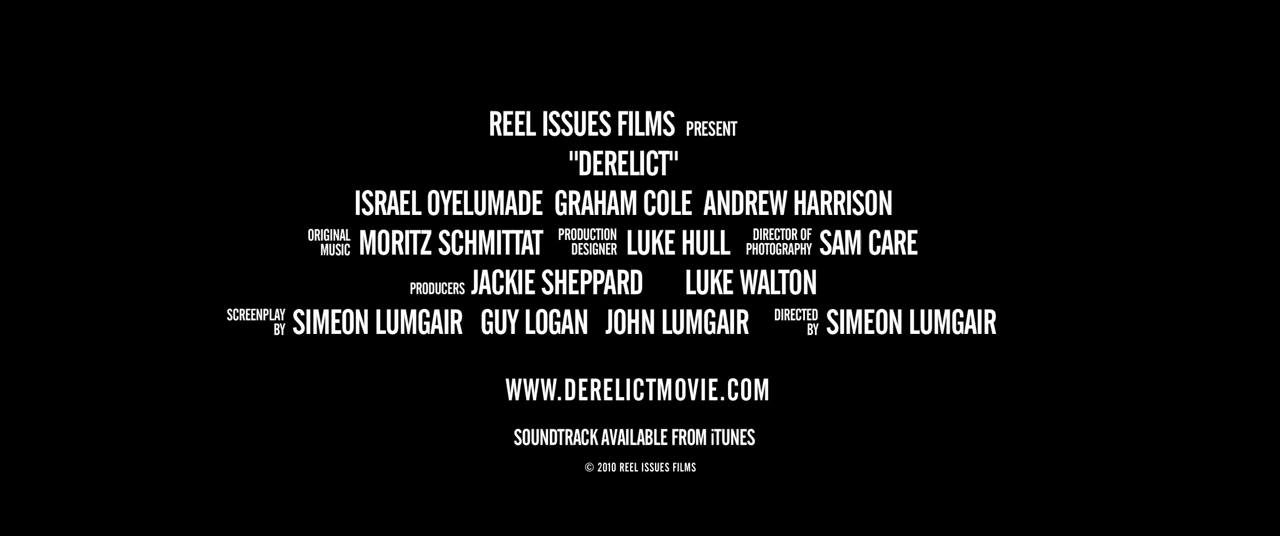 REEL ISSUES FILMS PRESENT
"DERELICT"
ISRAEL OYELUMADE GRAHAM COLE ANDREW HARRISON
ORIGINAL MUSIC MORITZ SCHMITTAT PRODUCTION DESIGNER LUKE HULL DIRECTOR OF PHOTOGRAPHY SAM CARE
PRODUCERS JACKIE SHEPPARD LUKE WALTON
SCREENPLAY BY SIMEON LUMGAIR GUY LOGAN JOHN LUMGAIR DIRECTED BY SIMEON LUMGAIR
WWW.DERELICTMOVIE.COM
SOUNDTRACK AVAILABLE FROM iTUNES
© 2010 REEL ISSUES FILMS